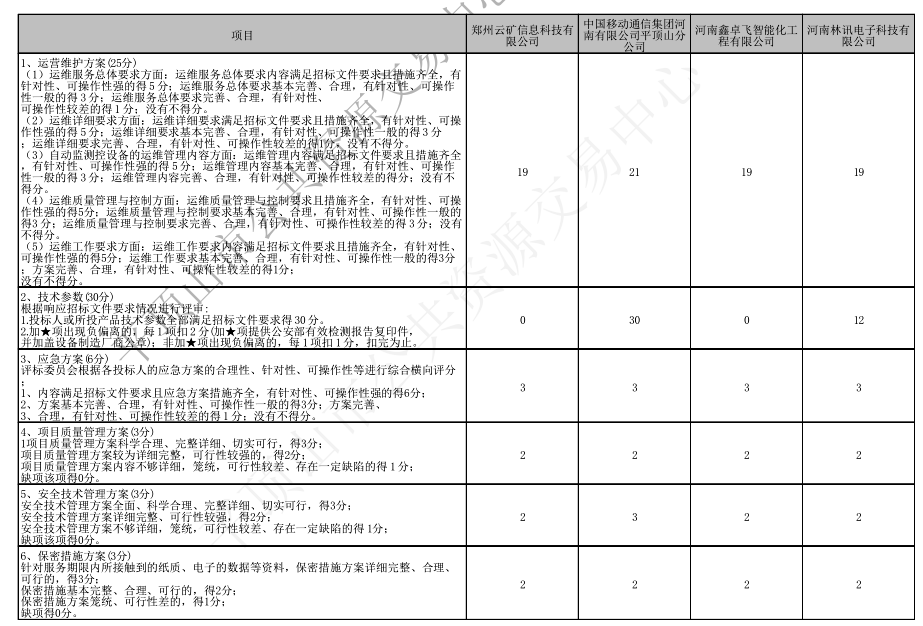 项目
郑州云矿信息科技有
限公司
中国移动通信集团河
南有限公司平顶山分
公司
河南鑫卓飞智能化工
程有限公司
河南林讯电子科技有
限公司
1、运营维护方案(25分)
（1）运维服务总体要求方面；运维服务总体要求内容满足招标文件要求且措施齐全，有
针对性、可操作性强的得5分；运维服务总体要求基本完善、合理，有针对性、可操作
性一般的得3分；运维服务总体要求完善、合理，有针对性、
可操作性较差的得1分；没有不得分。
（2）运维详细要求方面；运维详细要求满足招标文件要求且措施齐全，有针对性、可操
作性强的得5分；运维详细要求基本完善、合理，有针对性、可操作性一般的得3分
；运维详细要求完善、合理，有针对性、可操作性较差的得1分，没有不得分。
（3）自动监测控设备的运维管理内容方面：运维管理内容满足招标文件要求且措施齐全
，有针对性、可操作性强的得5分；运维管理内容基本完善、合理，有针对性、可操作
性一般的得3分；运维管理内容完善、合理，有针对性、可操作性较差的得分；没有不
得分。
（4）运维质量管理与控制方面；运维质量管理与控制要求且措施齐全，有针对性、可操
作性强的得5分；运维质量管理与控制要求基本完善、合理，有针对性、可操作性一般的
得3分；运维质量管理与控制要求完善、合理，有针对性、可操作性较差的得3分；没有
不得分。
（5）运维工作要求方面；运维工作要求内容满足招标文件要求且措施齐全，有针对性、
可操作性强的得5分；运维工作要求基本完善、合理，有针对性、可操作性一般的得3分
；方案完善、合理，有针对性、可操作性较差的得1分；
没有不得分。
19
21
19
19
2、技术参数(30分)
根据响应招标文件要求情况进行评审：
1.投标人或所投产品技术参数全部满足招标文件要求得30分。
2.加★项出现负偏离的；每1项扣2分(加★项提供公安部有效检测报告复印件，
并加盖设备制造厂商公章)；非加★项出现负偏离的，每1项扣1分，扣完为止。
0
30
0
12
3、应急方案(6分)
评标委员会根据各投标人的应急方案的合理性、针对性、可操作性等进行综合横向评分
；
1、内容满足招标文件要求且应急方案措施齐全，有针对性、可操作性强的得6分；
2、方案基本完善、合理，有针对性、可操作性一般的得3分；方案完善、
3、合理，有针对性、可操作性较差的得1分；没有不得分。
3
3
3
3
4、项目质量管理方案(3分)
1项目质量管理方案科学合理、完整详细、切实可行，得3分；
项目质量管理方案较为详细完整，可行性较强的，得2分；
项目质量管理方案内容不够详细，笼统，可行性较差、存在一定缺陷的得1分；
缺项该项得0分。
2
2
2
2
5、安全技术管理方案(3分)
安全技术管理方案全面、科学合理、完整详细、切实可行，得3分；
安全技术管理方案详细完整、可行性较强，得2分；
安全技术管理方案不够详细，笼统，可行性较差、存在一定缺陷的得1分；
缺项该项得0分。
2
3
2
2
6、保密措施方案(3分)
针对服务期限内所接触到的纸质、电子的数据等资料，保密措施方案详细完整、合理、
可行的，得3分；
保密措施基本完整、合理、可行的，得2分；
保密措施方案笼统、可行性差的，得1分；
缺项得0分。
2
2
2
2
平顶山市公共资源交易中心
平顶山市公共资源交易中心